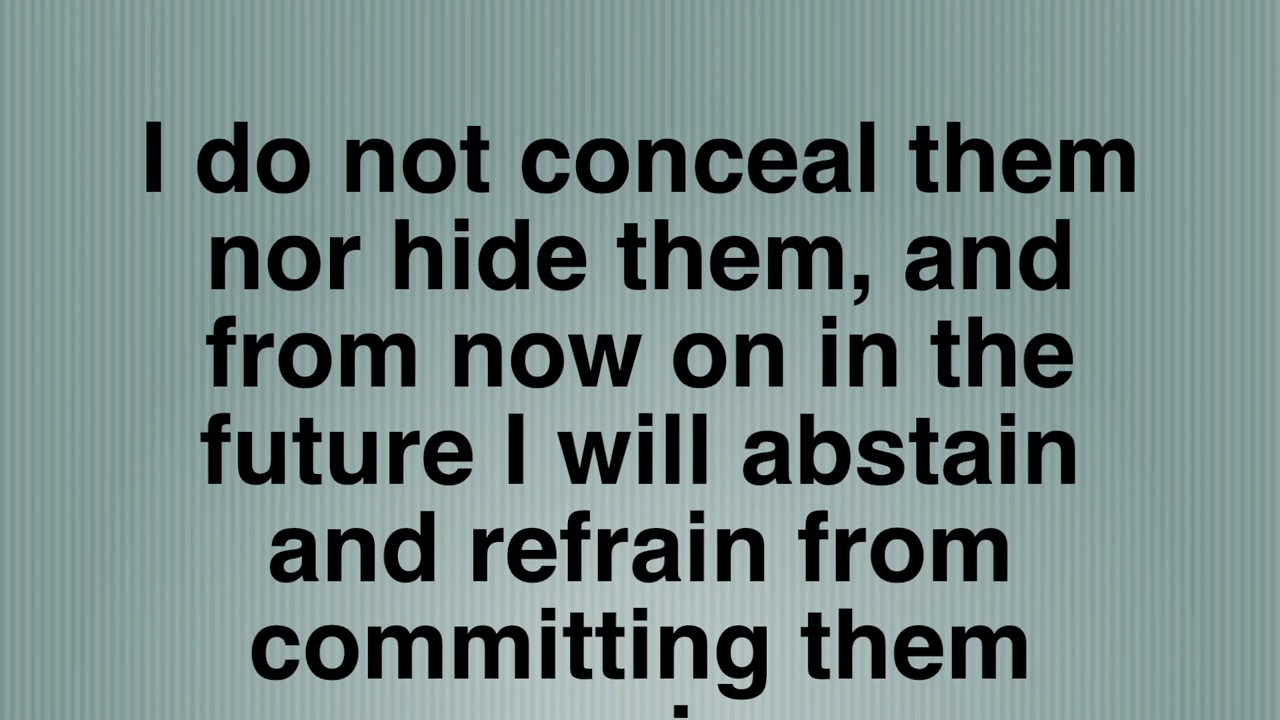 I do not conceal them
nor hide them, and
from now on in the
future I will abstain
and refrain from
committing them